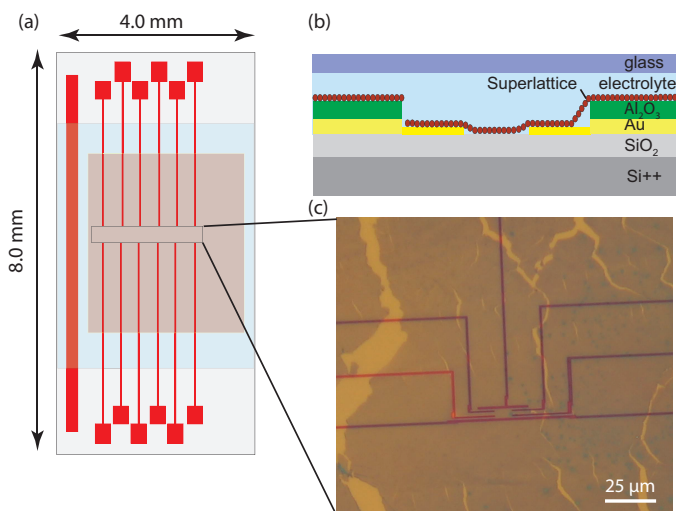 (a)
4.0 mm
8.0 mm
(b)
glass
Superlattice electrolyte
Al₂O₃
Au
SiO₂
Si++
(c)
25 µm